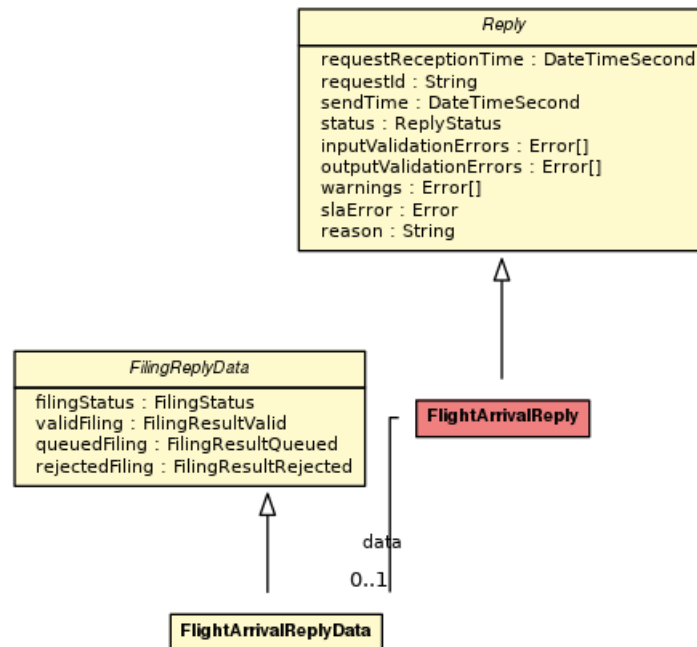 Reply
requestReceptionTime : DateTimeSecond
requestId : String
sendTime : DateTimeSecond
status : ReplyStatus
inputValidationErrors : Error[]
outputValidationErrors : Error[]
warnings : Error[]
slaError : Error
reason : String
FilingReplyData
filingStatus : FilingStatus
validFiling : FilingResultValid
queuedFiling : FilingResultQueued
rejectedFiling : FilingResultRejected
FlightArrivalReply
data
0..1
FlightArrivalReplyData